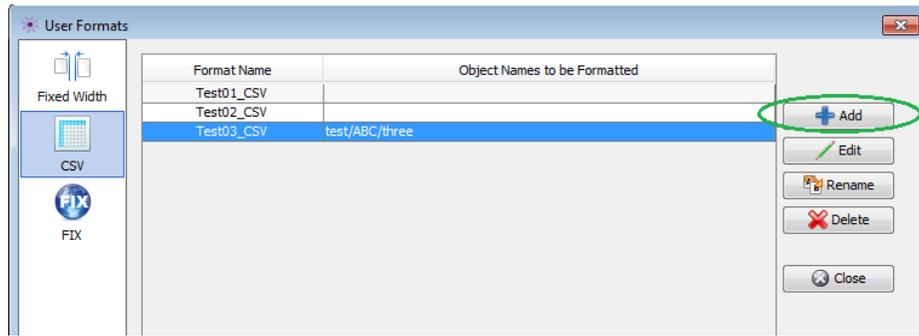 User Formats
Fixed Width
CSV
FIX
FIX
Format Name Object Names to be Formatted
Test01_CSV
Test02_CSV
Test03_CSV test/ABC/three
Add
Edit
Rename
Delete
Close